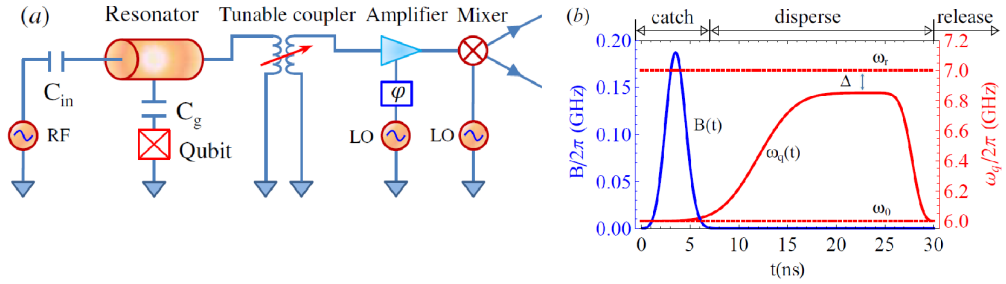 (a)
Resonator
Tunable coupler
Amplifier
Mixer
C_in
C_g
φ
RF
Qubit
LO
LO
(b)
catch
disperse
release
B/2π (GHz)
0.20
0.15
0.10
0.05
0.00
ω_r
Δ
B(t)
ω_q(t)
ω_0
7.2
7.0
6.8
6.6
6.4
6.2
6.0
ω_q/2π (GHz)
0 5 10 15 20 25 30
t(ns)